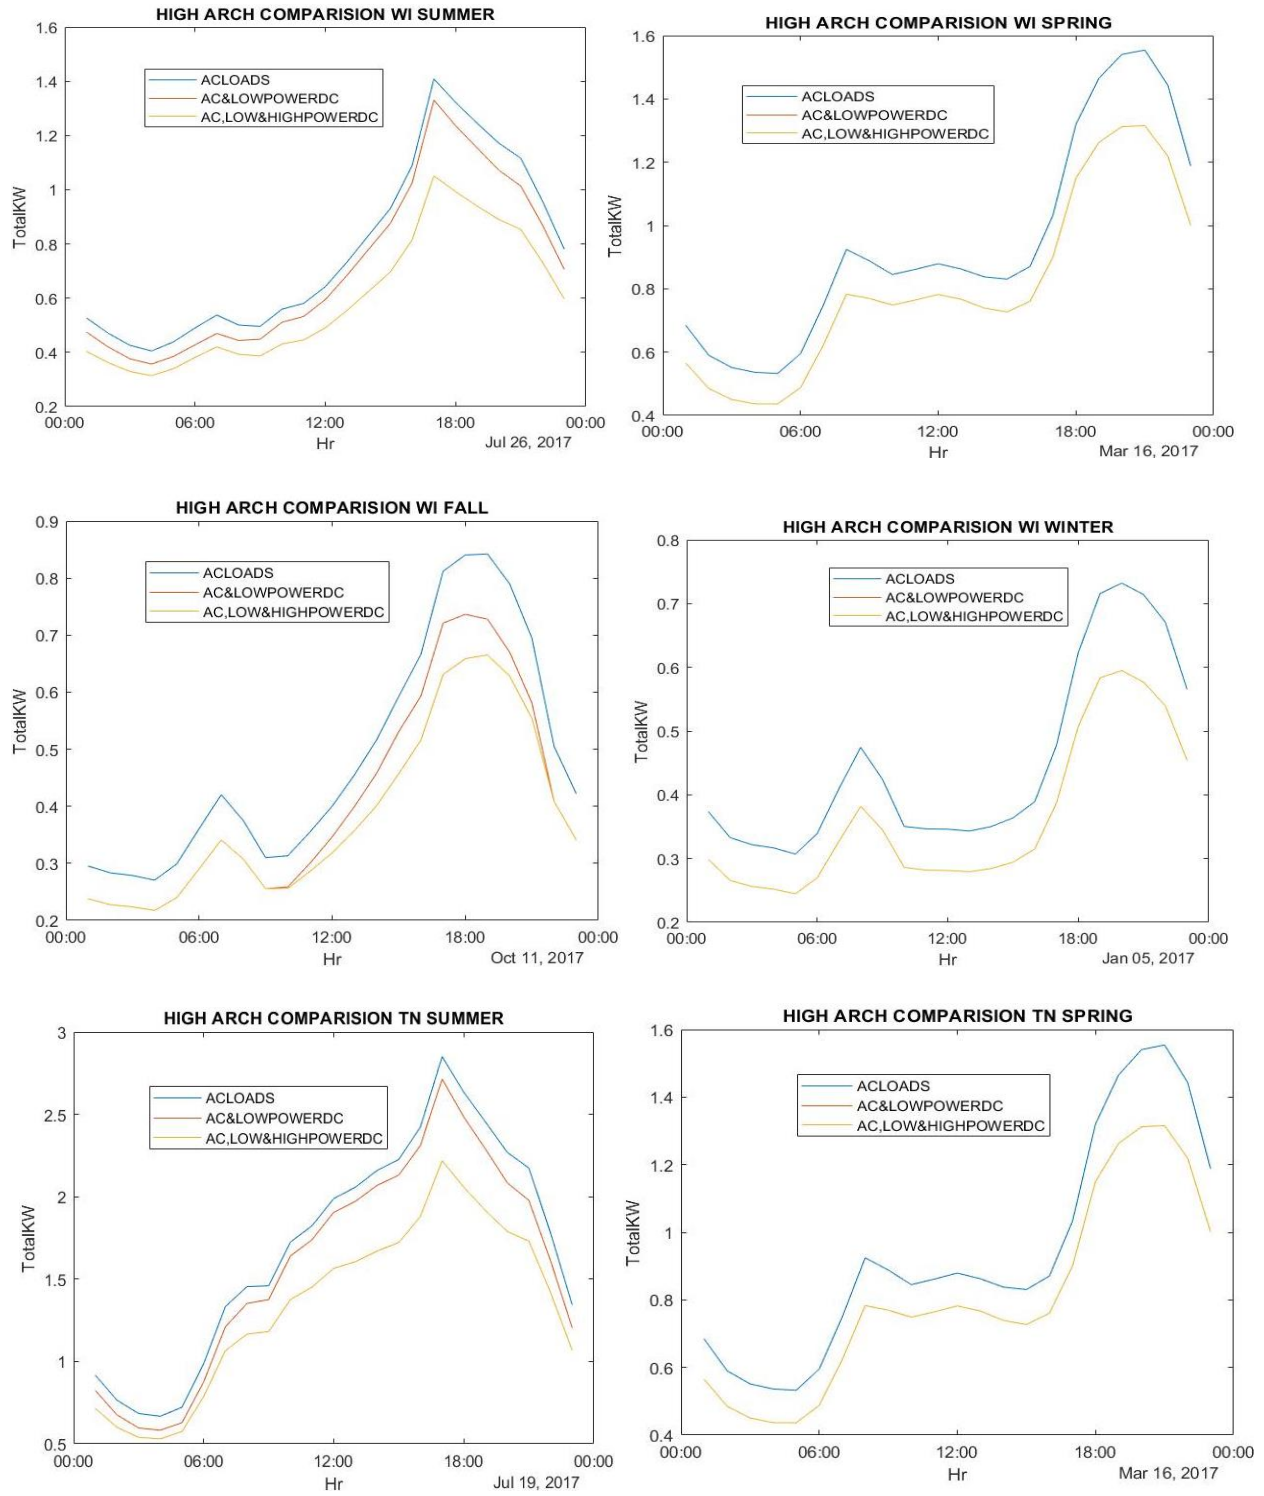 HIGH ARCH COMPARISION WI SUMMER
1.6
1.4
1.2
1
0.8
0.6
0.4
0.2
TotalKW
ACLOADS
AC&LOWPOWERDC
AC,LOW&HIGHPOWERDC
00:00 06:00 12:00 18:00 00:00
Hr
Jul 26, 2017
HIGH ARCH COMPARISION WI SPRING
1.6
1.4
1.2
1
0.8
0.6
0.4
TotalKW
ACLOADS
AC&LOWPOWERDC
AC,LOW&HIGHPOWERDC
00:00 06:00 12:00 18:00 00:00
Hr
Mar 16, 2017
HIGH ARCH COMPARISION WI FALL
0.9
0.8
0.7
0.6
0.5
0.4
0.3
0.2
TotalKW
ACLOADS
AC&LOWPOWERDC
AC,LOW&HIGHPOWERDC
00:00 06:00 12:00 18:00 00:00
Hr
Oct 11, 2017
HIGH ARCH COMPARISION WI WINTER
0.8
0.7
0.6
0.5
0.4
0.3
0.2
TotalKW
ACLOADS
AC&LOWPOWERDC
AC,LOW&HIGHPOWERDC
00:00 06:00 12:00 18:00 00:00
Hr
Jan 05, 2017
HIGH ARCH COMPARISION TN SUMMER
3
2.5
2
1.5
1
0.5
TotalKW
ACLOADS
AC&LOWPOWERDC
AC,LOW&HIGHPOWERDC
00:00 06:00 12:00 18:00 00:00
Hr
Jul 19, 2017
HIGH ARCH COMPARISION TN SPRING
1.6
1.4
1.2
1
0.8
0.6
0.4
TotalKW
ACLOADS
AC&LOWPOWERDC
AC,LOW&HIGHPOWERDC
00:00 06:00 12:00 18:00 00:00
Hr
Mar 16, 2017